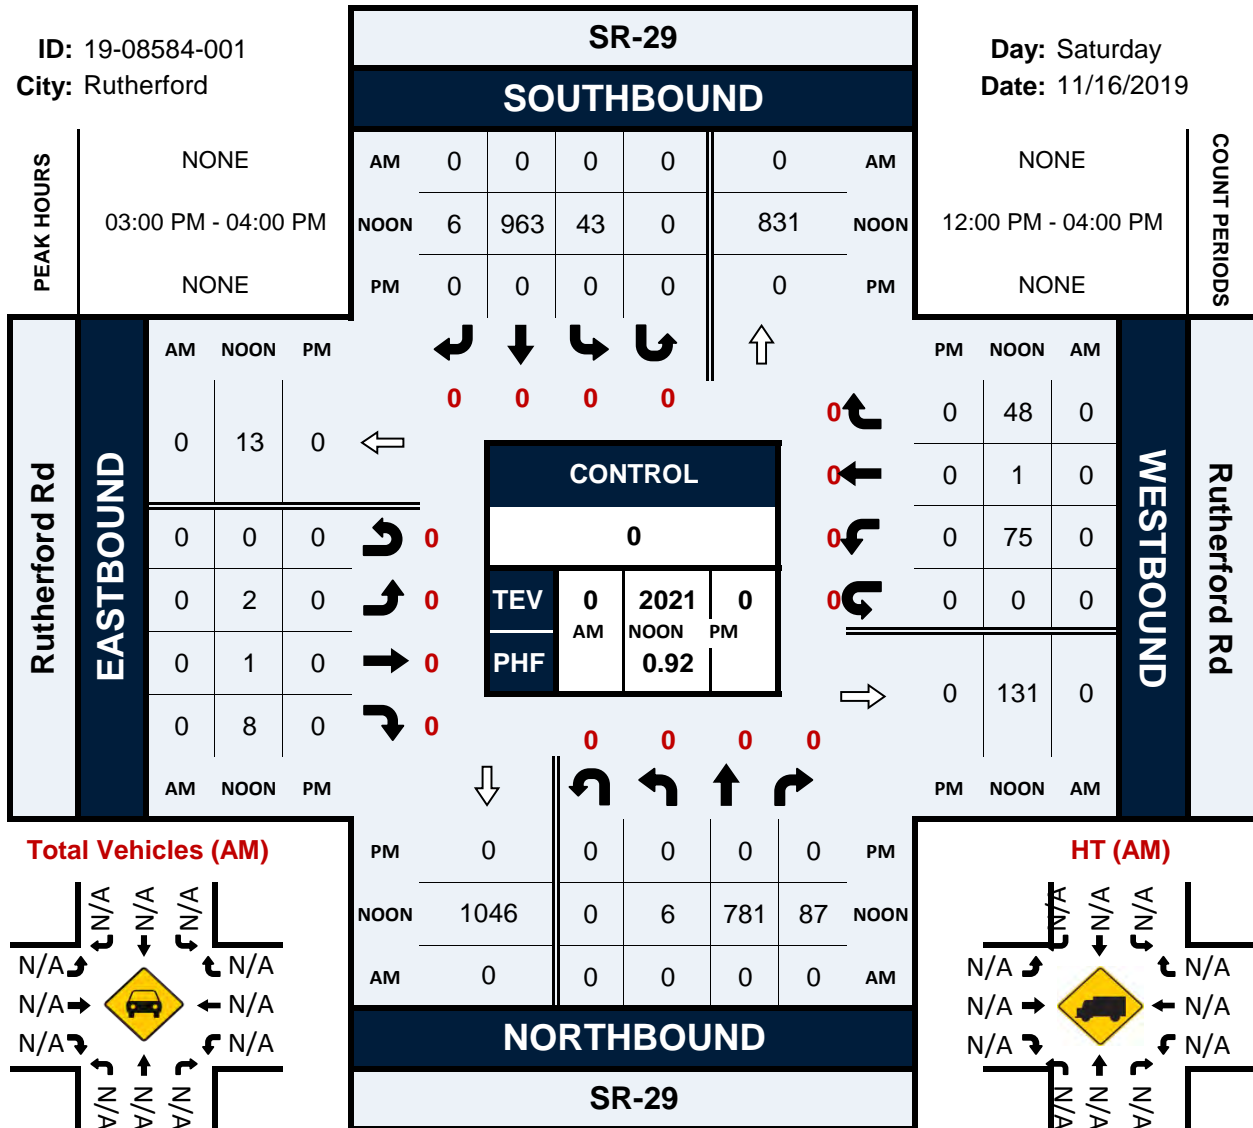 SR-29
ID: 19-08584-001
Day: Saturday
City: Rutherford
SOUTHBOUND
Date: 11/16/2019
PEAK HOURS
NONE
03:00 PM - 04:00 PM
NONE
AM 0 0 0 0 0 AM
NOON 6 963 43 0 831 NOON
PM 0 0 0 0 0 PM
NONE
12:00 PM - 04:00 PM
NONE
COUNT PERIODS
Rutherford Rd
EASTBOUND
AM NOON PM
0 13 0
0 0 0 0
0 2 0 0
0 1 0 0
0 8 0 0
AM NOON PM
0 0 0 0
CONTROL
0
TEV 0 2021 0
AM NOON PM
PHF 0.92
PM NOON AM
0 0 48 0
0 0 1 0
0 0 75 0
0 0 0 0
0 131 0
PM NOON AM
WESTBOUND
Rutherford Rd
0 0 0 0
PM 0 0 0 0 0 PM
NOON 1046 0 6 781 87 NOON
AM 0 0 0 0 0 AM
NORTHBOUND
SR-29
Total Vehicles (AM)
N/A N/A N/A
N/A N/A
N/A N/A
N/A N/A
N/A N/A N/A
HT (AM)
N/A N/A N/A
N/A N/A
N/A N/A
N/A N/A
N/A N/A N/A